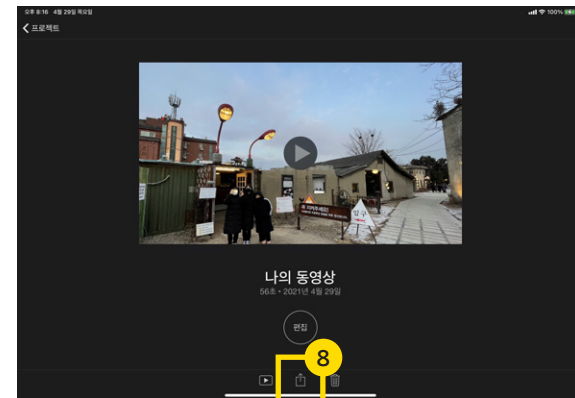 오후 8:16 4월 29일 목요일
100%
프로젝트
입구
나의 동영상
56초 • 2021년 4월 29일
편집
8